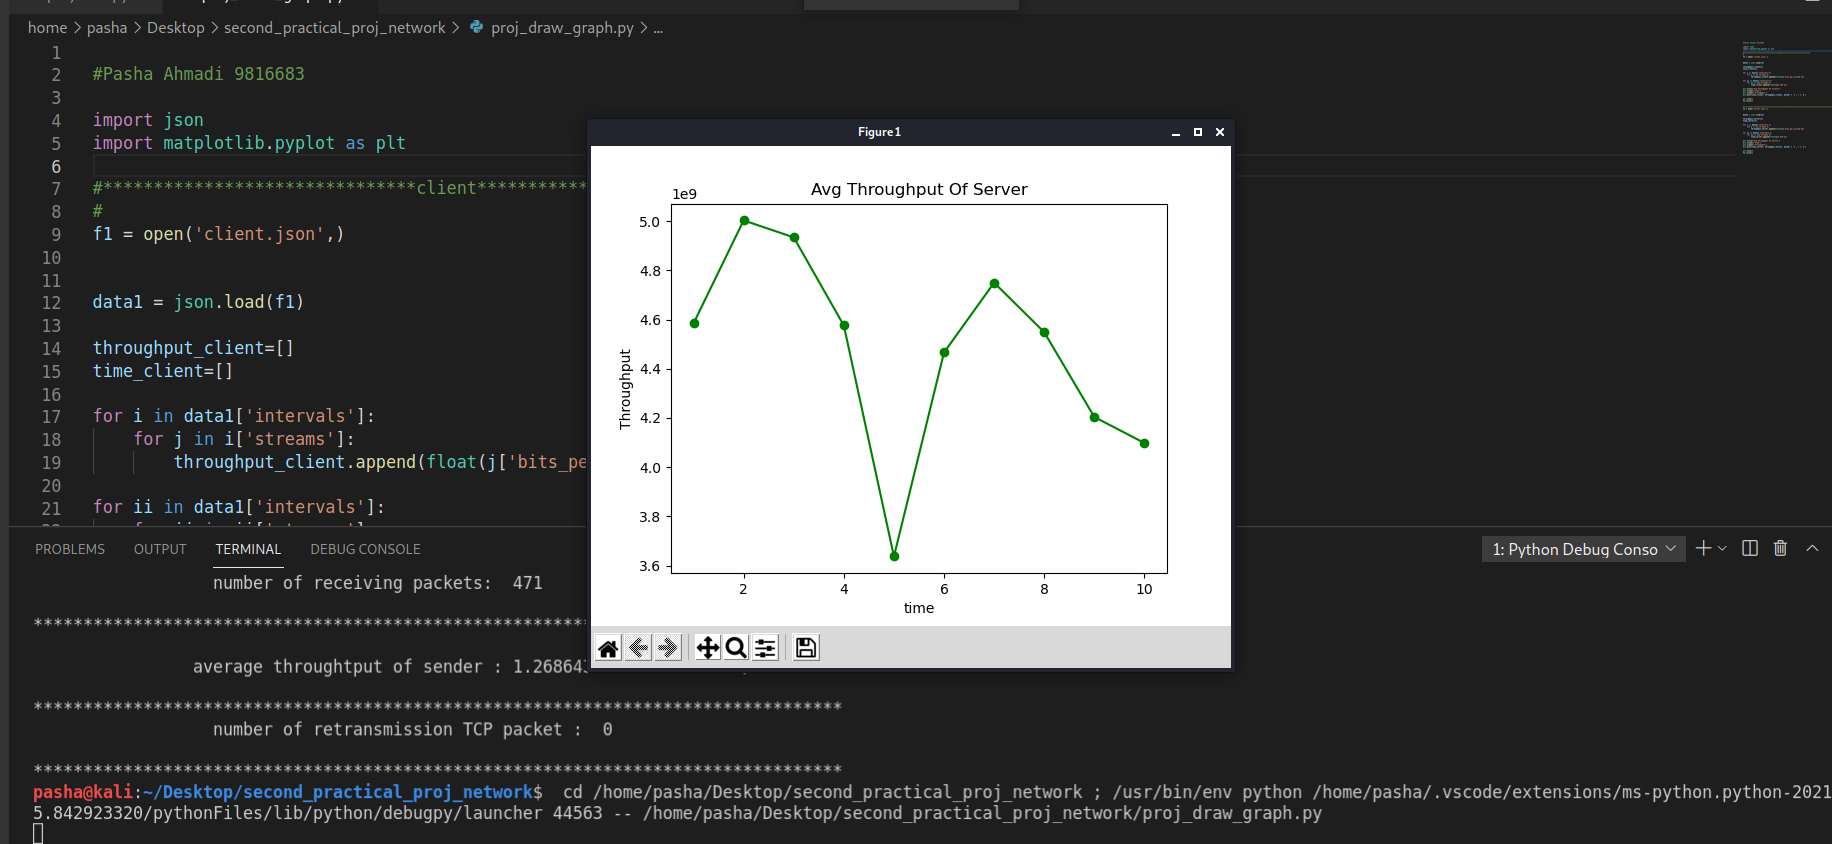 home > pasha > Desktop > second_practical_proj_network > proj_draw_graph.py > ...
1
2 #Pasha Ahmadi 9816683
3
4 import json
5 import matplotlib.pyplot as plt
6
7 #*******************************client***********
8 #
9 f1 = open('client.json',)
10
11
12 data1 = json.load(f1)
13
14 throughput_client=[]
15 time_client=[]
16
17 for i in data1['intervals']:
18 for j in i['streams']:
19 throughput_client.append(float(j['bits_pe
20
21 for ii in data1['intervals']:
Figure 1
Avg Throughput Of Server
1e9
5.0
4.8
4.6
4.4
4.2
4.0
3.8
3.6
Throughput
2 4 6 8 10
time
PROBLEMS OUTPUT TERMINAL DEBUG CONSOLE
1: Python Debug Conso
number of receiving packets: 471
*******************************************************
average throughtput of sender : 1.26864
*********************************************************************************
number of retransmission TCP packet : 0
*********************************************************************************
pasha@kali:~/Desktop/second_practical_proj_network$ cd /home/pasha/Desktop/second_practical_proj_network ; /usr/bin/env python /home/pasha/.vscode/extensions/ms-python.python-2021
5.842923320/pythonFiles/lib/python/debugpy/launcher 44563 -- /home/pasha/Desktop/second_practical_proj_network/proj_draw_graph.py